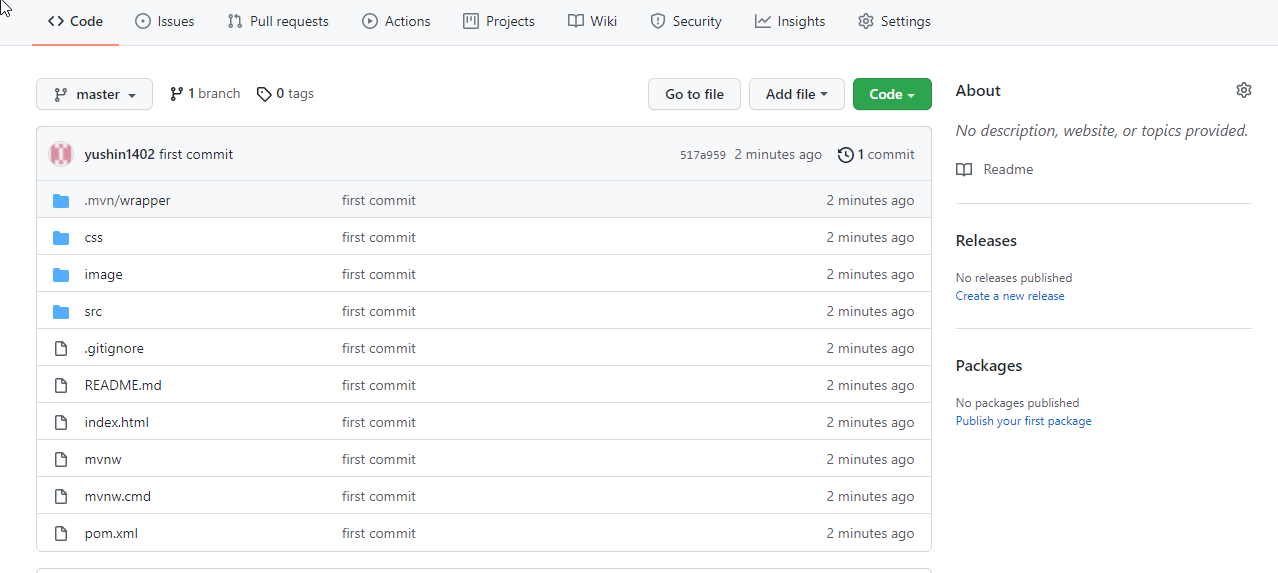 Code Issues Pull requests Actions Projects Wiki Security Insights Settings
master 1 branch 0 tags Go to file Add file Code
yushin1402 first commit 517a959 2 minutes ago 1 commit
.mvn/wrapper first commit 2 minutes ago
css first commit 2 minutes ago
image first commit 2 minutes ago
src first commit 2 minutes ago
.gitignore first commit 2 minutes ago
README.md first commit 2 minutes ago
index.html first commit 2 minutes ago
mvnw first commit 2 minutes ago
mvnw.cmd first commit 2 minutes ago
pom.xml first commit 2 minutes ago
About
No description, website, or topics provided.
Readme
Releases
No releases published
Create a new release
Packages
No packages published
Publish your first package